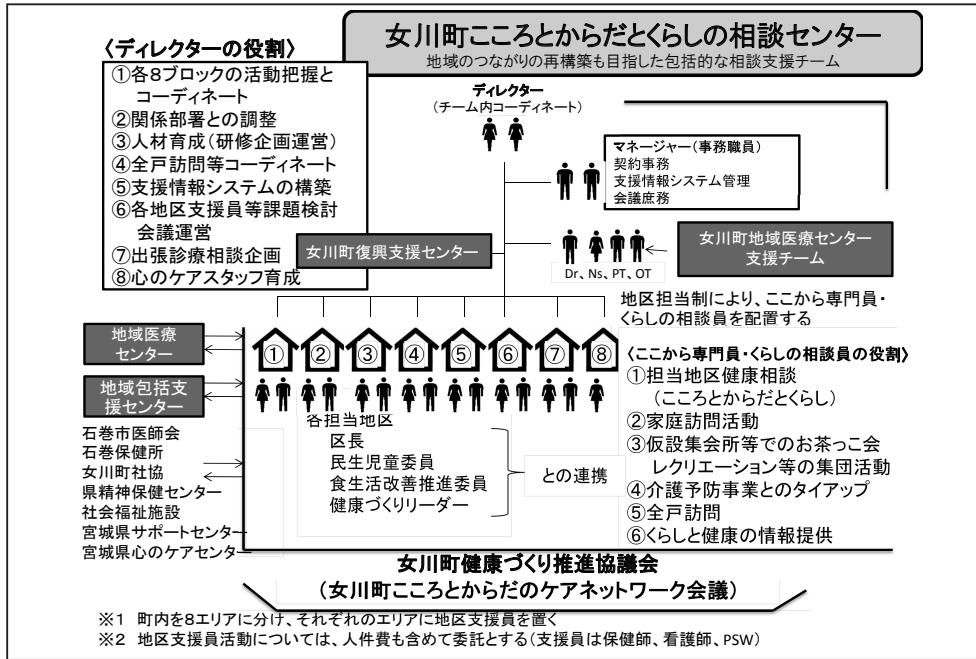 女川町こころとからだとくらしの相談センター
地域のつながりの再構築も目指した包括的な相談支援チーム
〈ディレクターの役割〉
①各8ブロックの活動把握と
コーディネート
②関係部署との調整
③人材育成(研修企画運営)
④全戸訪問等コーディネート
⑤支援情報システムの構築
⑥各地区支援員等課題検討
会議運営
⑦出張診療相談企画
⑧心のケアスタッフ育成
ディレクター
(チーム内コーディネート)
マネージャー(事務職員)
契約事務
支援情報システム管理
会議庶務
女川町復興支援センター
Dr、Ns、PT、OT
女川町地域医療センター
支援チーム
地区担当制により、ここから専門員・
くらしの相談員を配置する
地域医療
センター
地域包括支
援センター
① ② ③ ④ ⑤ ⑥ ⑦ ⑧
石巻市医師会
石巻保健所
女川町社協
県精神保健センター
社会福祉施設
宮城県サポートセンター
宮城県心のケアセンター
各担当地区
区長
民生児童委員
食生活改善推進委員
健康づくりリーダー
との連携
〈ここから専門員・くらしの相談員の役割〉
①担当地区健康相談
(こころとからだとくらし)
②家庭訪問活動
③仮設集会所等でのお茶っこ会
レクリエーション等の集団活動
④介護予防事業とのタイアップ
⑤全戸訪問
⑥くらしと健康の情報提供
女川町健康づくり推進協議会
(女川町こころとからだのケアネットワーク会議)
※1 町内を8エリアに分け、それぞれのエリアに地区支援員を置く
※2 地区支援員活動については、人件費も含めて委託とする(支援員は保健師、看護師、PSW)